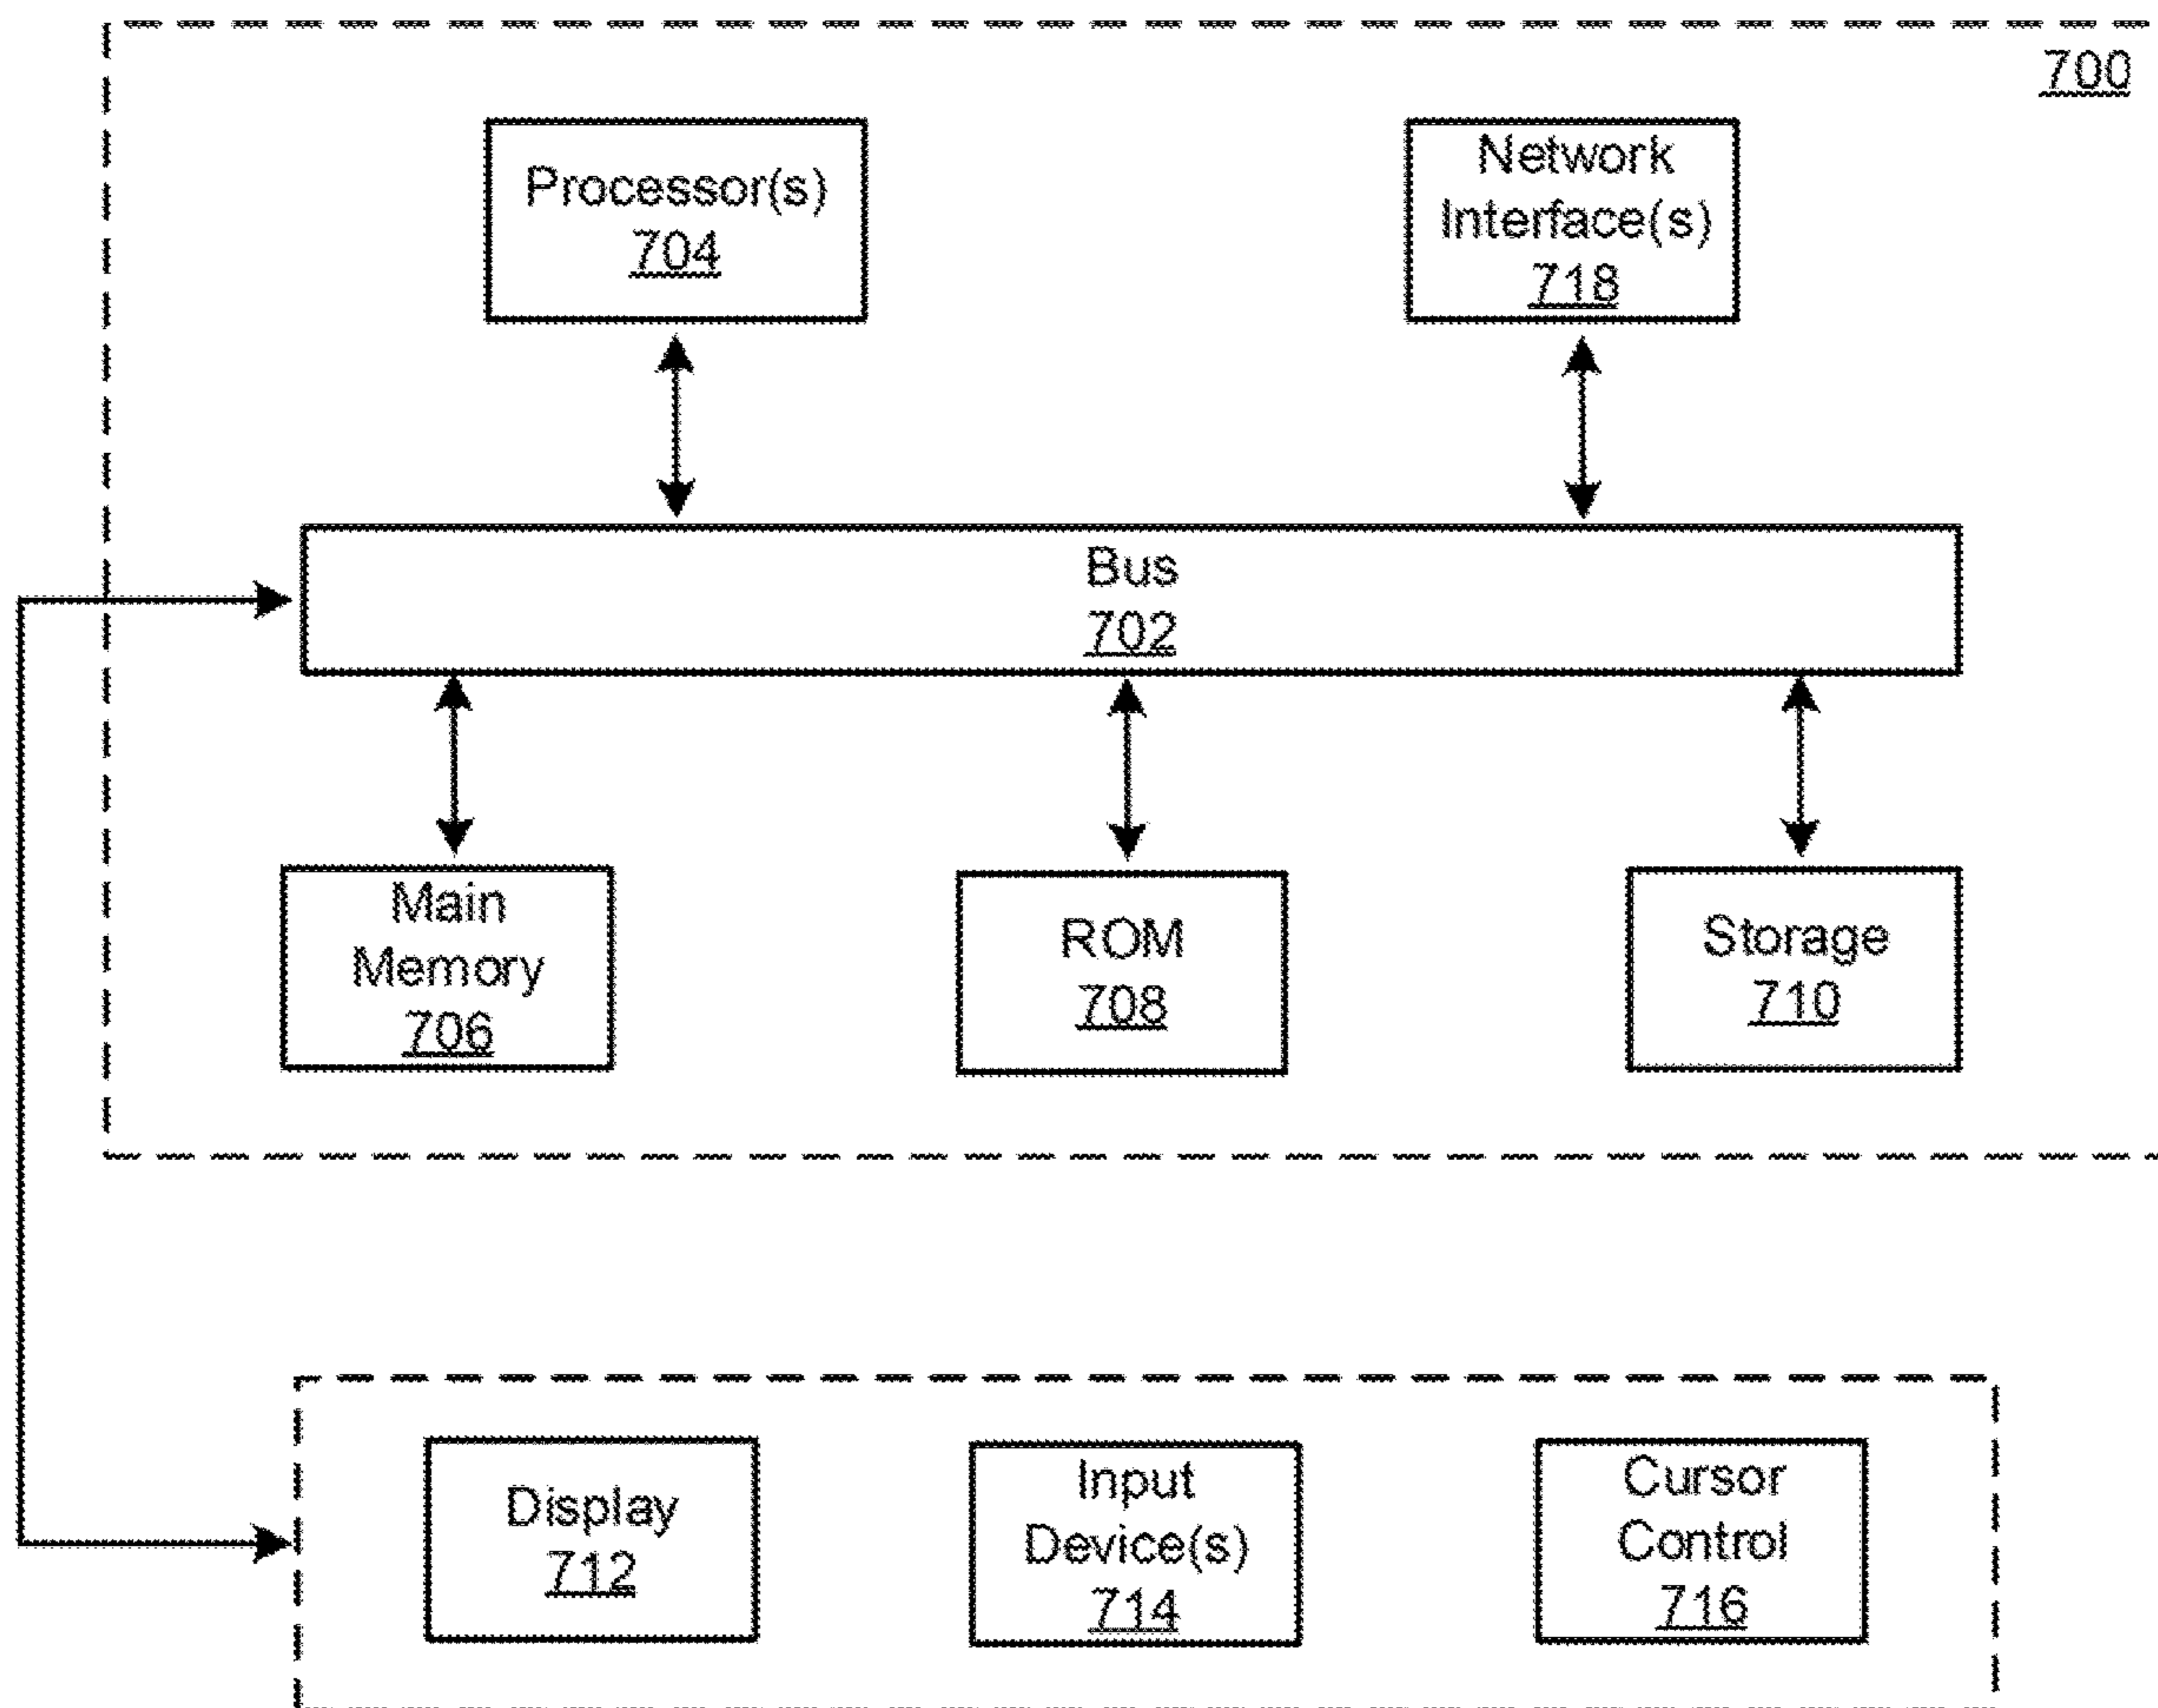 700
Processor(s)
704
Network
Interface(s)
718
Bus
702
Main
Memory
706
ROM
708
Storage
710
Display
712
Input
Device(s)
714
Cursor
Control
716